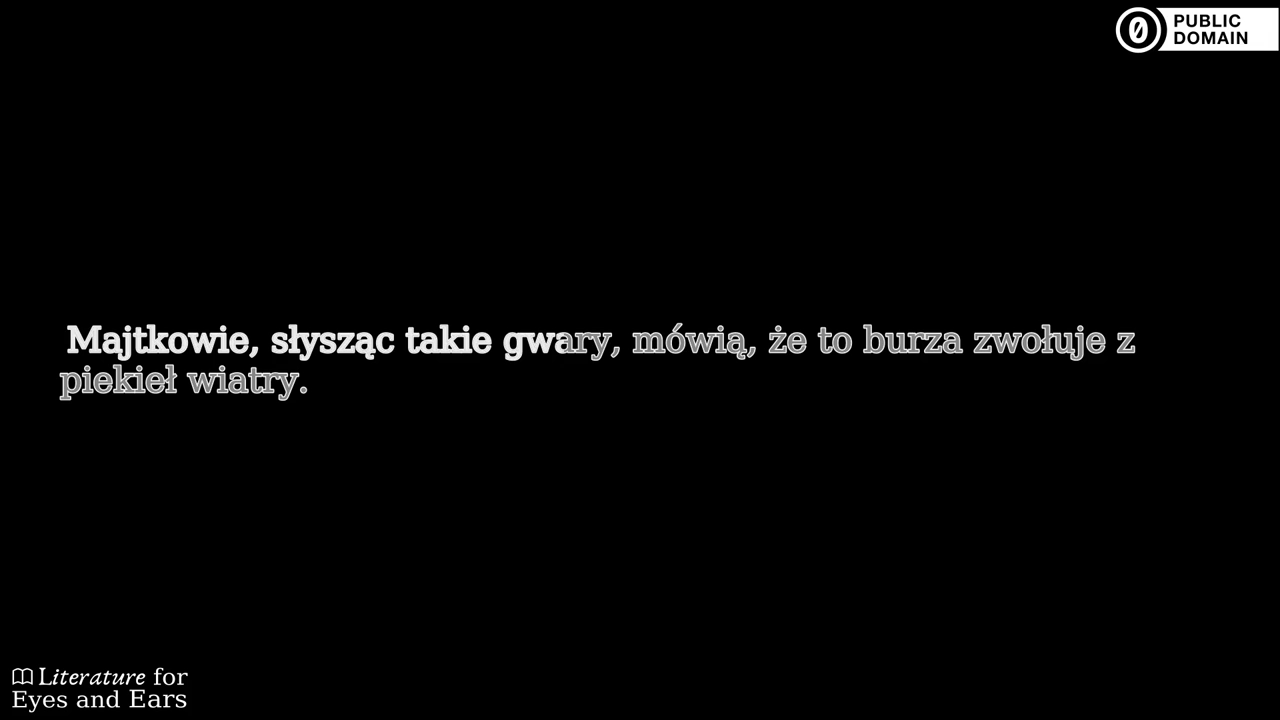 PUBLIC
DOMAIN
Majtkowie, słysząc takie gwary, mówią, że to burza zwołuje z
piekieł wiatry.
Literature for
Eyes and Ears